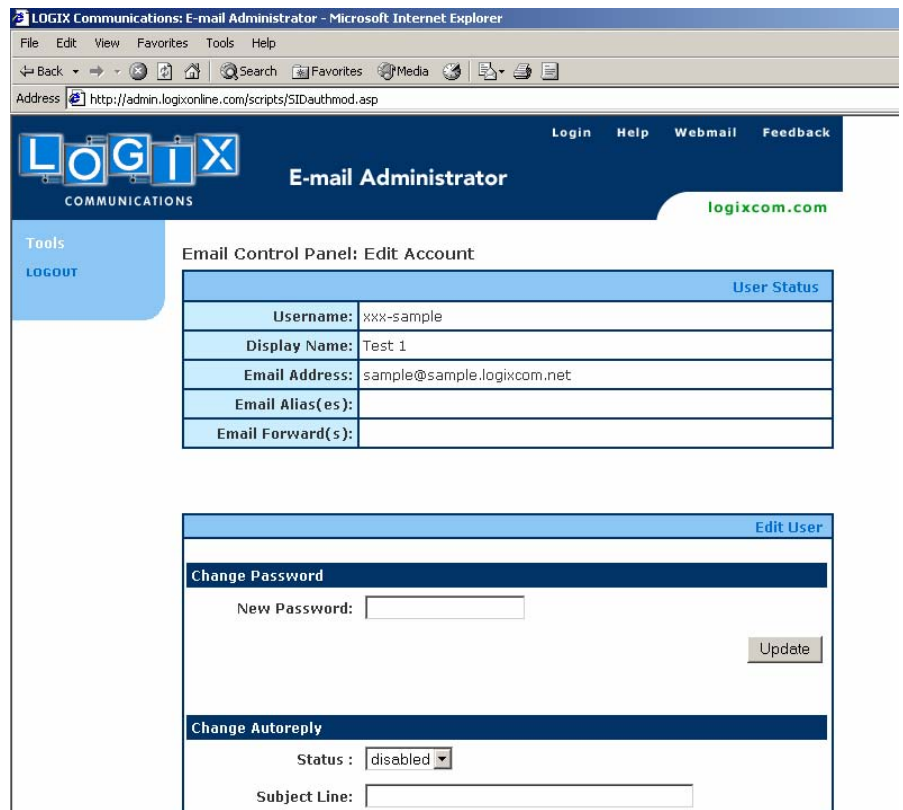 LOGIX Communications: E-mail Administrator - Microsoft Internet Explorer
File Edit View Favorites Tools Help
Back Search Favorites Media
Address http://admin.logixonline.com/scripts/SIDauthmod.asp
Login Help Webmail Feedback
LOGIX
COMMUNICATIONS
E-mail Administrator
logixcom.com
Tools
LOGOUT
Email Control Panel: Edit Account
User Status
Username: xxx-sample
Display Name: Test 1
Email Address: sample@sample.logixcom.net
Email Alias(es):
Email Forward(s):
Edit User
Change Password
New Password:
Update
Change Autoreply
Status : disabled
Subject Line: